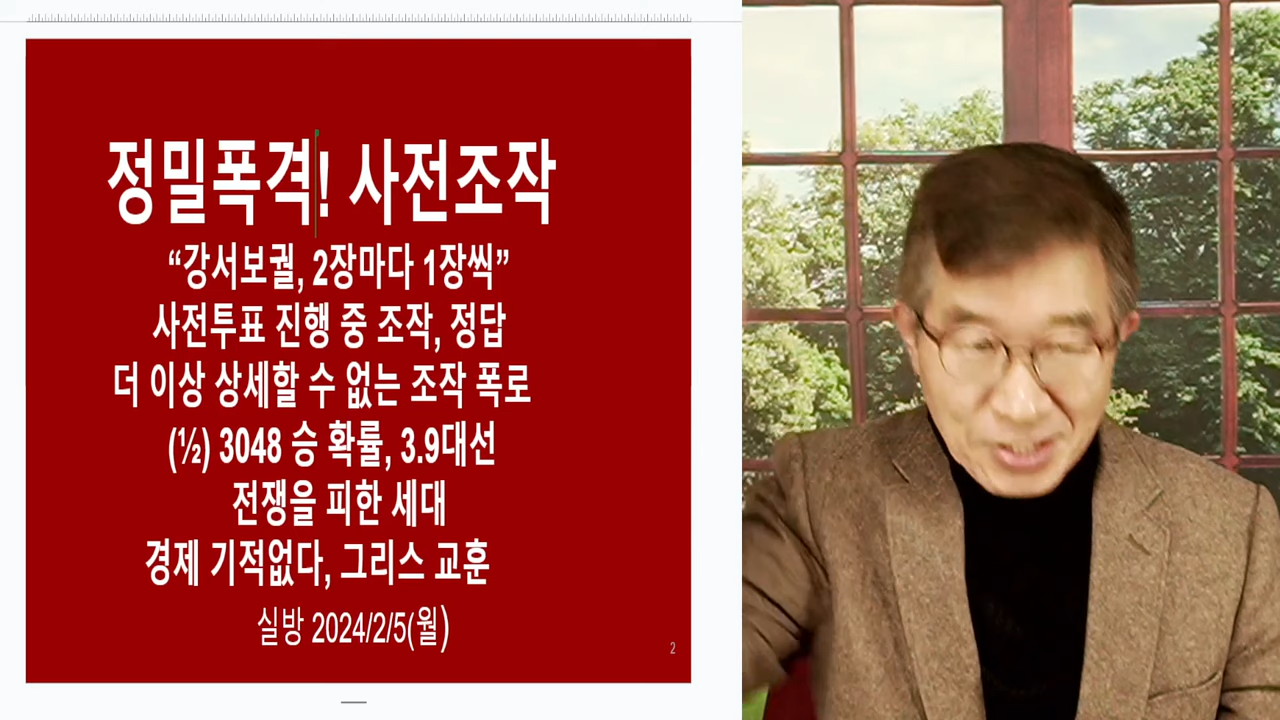 정밀폭격! 사전조작
“강서보궐, 2장마다 1장씩”
사전투표 진행 중 조작, 정답
더 이상 상세할 수 없는 조작 폭로
(½) 3048 승 확률, 3.9대선
전쟁을 피한 세대
경제 기적없다, 그리스 교훈
실방 2024/2/5(월)
2